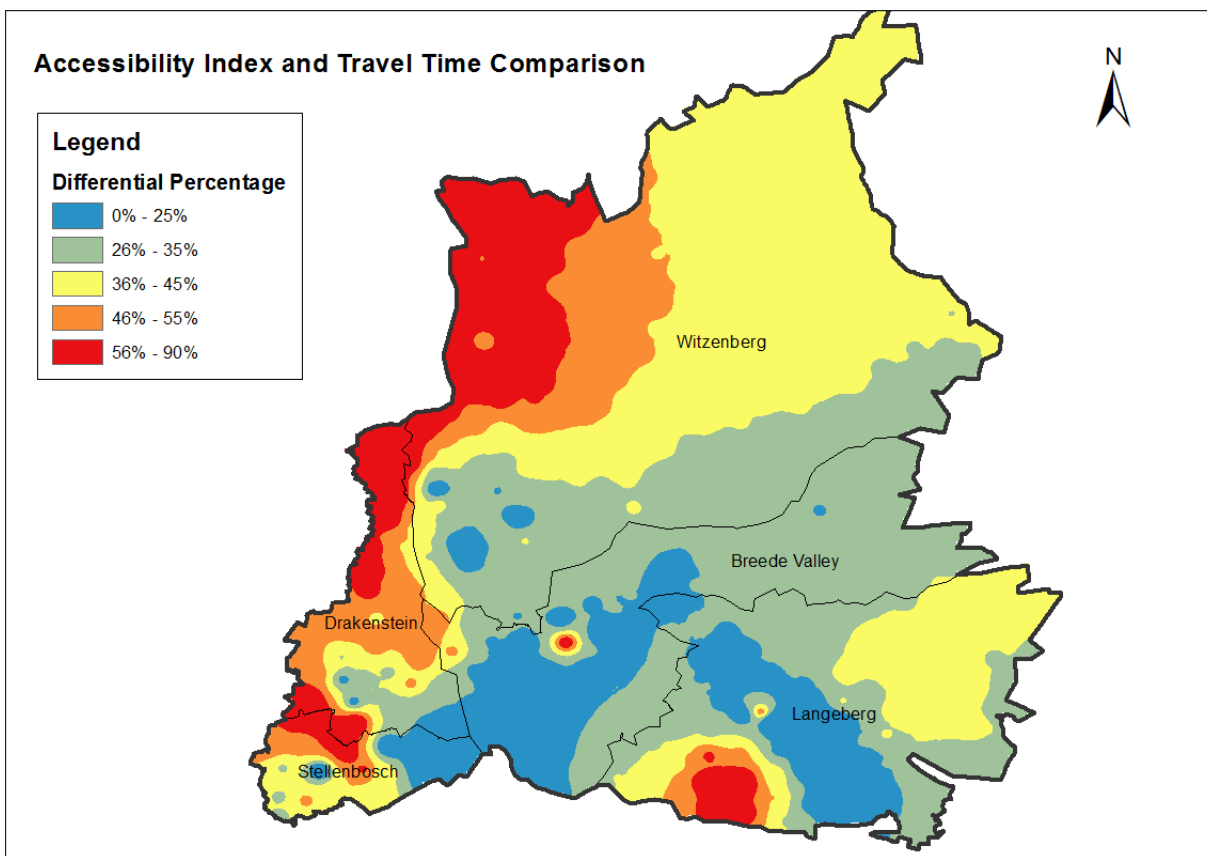 Accessibility Index and Travel Time Comparison
N
Legend
Differential Percentage
0% - 25%
26% - 35%
36% - 45%
46% - 55%
56% - 90%
Witzenberg
Breede Valley
Drakenstein
Langeberg
Stellenbosch